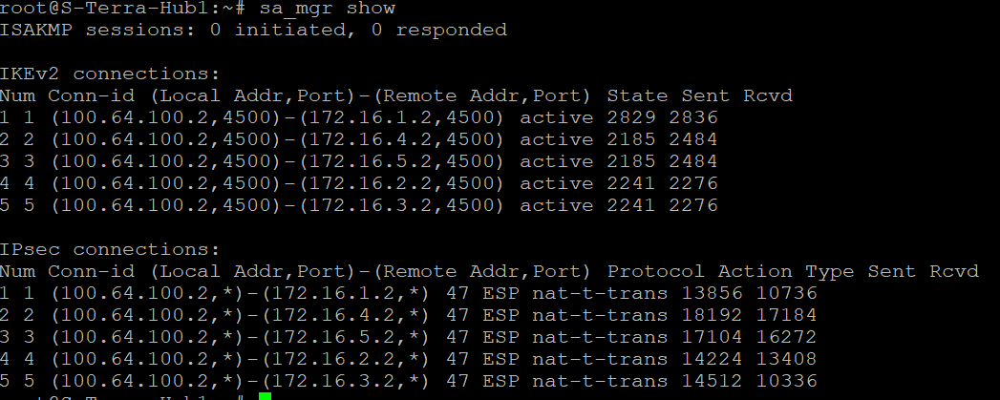 root@S-Terra-Hub1:~# sa_mgr show
ISAKMP sessions: 0 initiated, 0 responded
IKEv2 connections:
Num Conn-id (Local Addr,Port)-(Remote Addr,Port) State Sent Rcvd
1 1 (100.64.100.2,4500)-(172.16.1.2,4500) active 2829 2836
2 2 (100.64.100.2,4500)-(172.16.4.2,4500) active 2185 2484
3 3 (100.64.100.2,4500)-(172.16.5.2,4500) active 2185 2484
4 4 (100.64.100.2,4500)-(172.16.2.2,4500) active 2241 2276
5 5 (100.64.100.2,4500)-(172.16.3.2,4500) active 2241 2276
IPsec connections:
Num Conn-id (Local Addr,Port)-(Remote Addr,Port) Protocol Action Type Sent Rcvd
1 1 (100.64.100.2,*)-(172.16.1.2,*) 47 ESP nat-t-trans 13856 10736
2 2 (100.64.100.2,*)-(172.16.4.2,*) 47 ESP nat-t-trans 18192 17184
3 3 (100.64.100.2,*)-(172.16.5.2,*) 47 ESP nat-t-trans 17104 16272
4 4 (100.64.100.2,*)-(172.16.2.2,*) 47 ESP nat-t-trans 14224 13408
5 5 (100.64.100.2,*)-(172.16.3.2,*) 47 ESP nat-t-trans 14512 10336
root@S-Terra-Hub1:~#